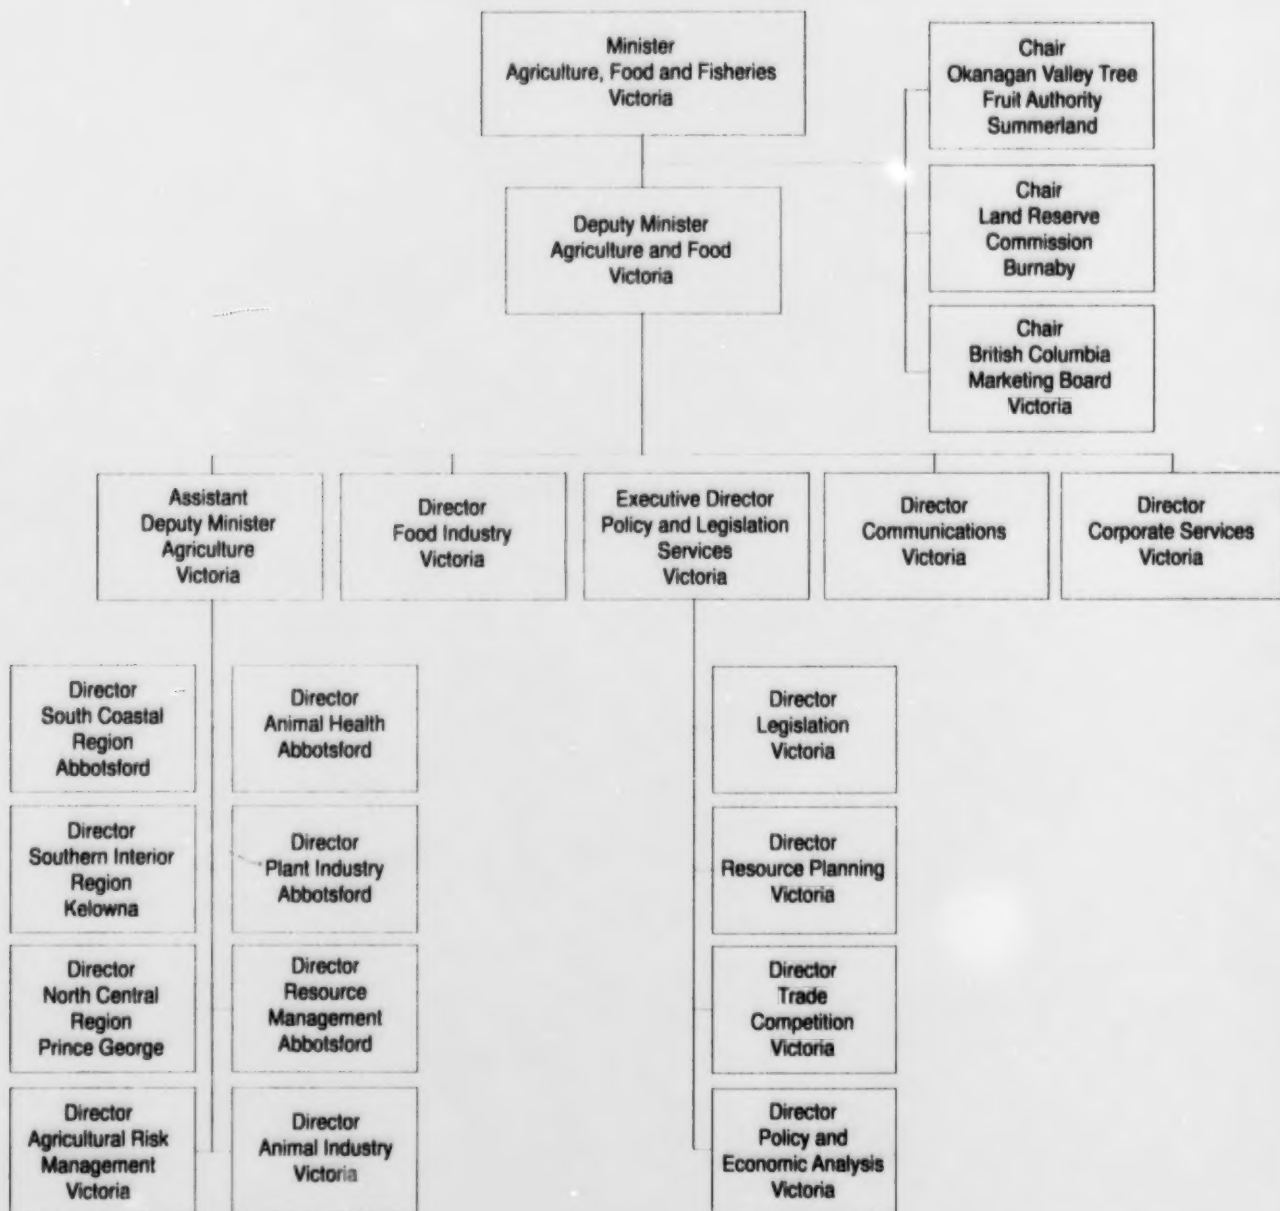 Minister
Agriculture, Food and Fisheries
Victoria
Chair
Okanagan Valley Tree
Fruit Authority
Summerland
Deputy Minister
Agriculture and Food
Victoria
Chair
Land Reserve
Commission
Burnaby
Chair
British Columbia
Marketing Board
Victoria
Assistant
Deputy Minister
Agriculture
Victoria
Director
Food Industry
Victoria
Executive Director
Policy and Legislation
Services
Victoria
Director
Communications
Victoria
Director
Corporate Services
Victoria
Director
South Coastal
Region
Abbotsford
Director
Animal Health
Abbotsford
Director
Legislation
Victoria
Director
Southern Interior
Region
Kelowna
Director
Plant Industry
Abbotsford
Director
Resource Planning
Victoria
Director
North Central
Region
Prince George
Director
Resource
Management
Abbotsford
Director
Trade
Competition
Victoria
Director
Agricultural Risk
Management
Victoria
Director
Animal Industry
Victoria
Director
Policy and
Economic Analysis
Victoria